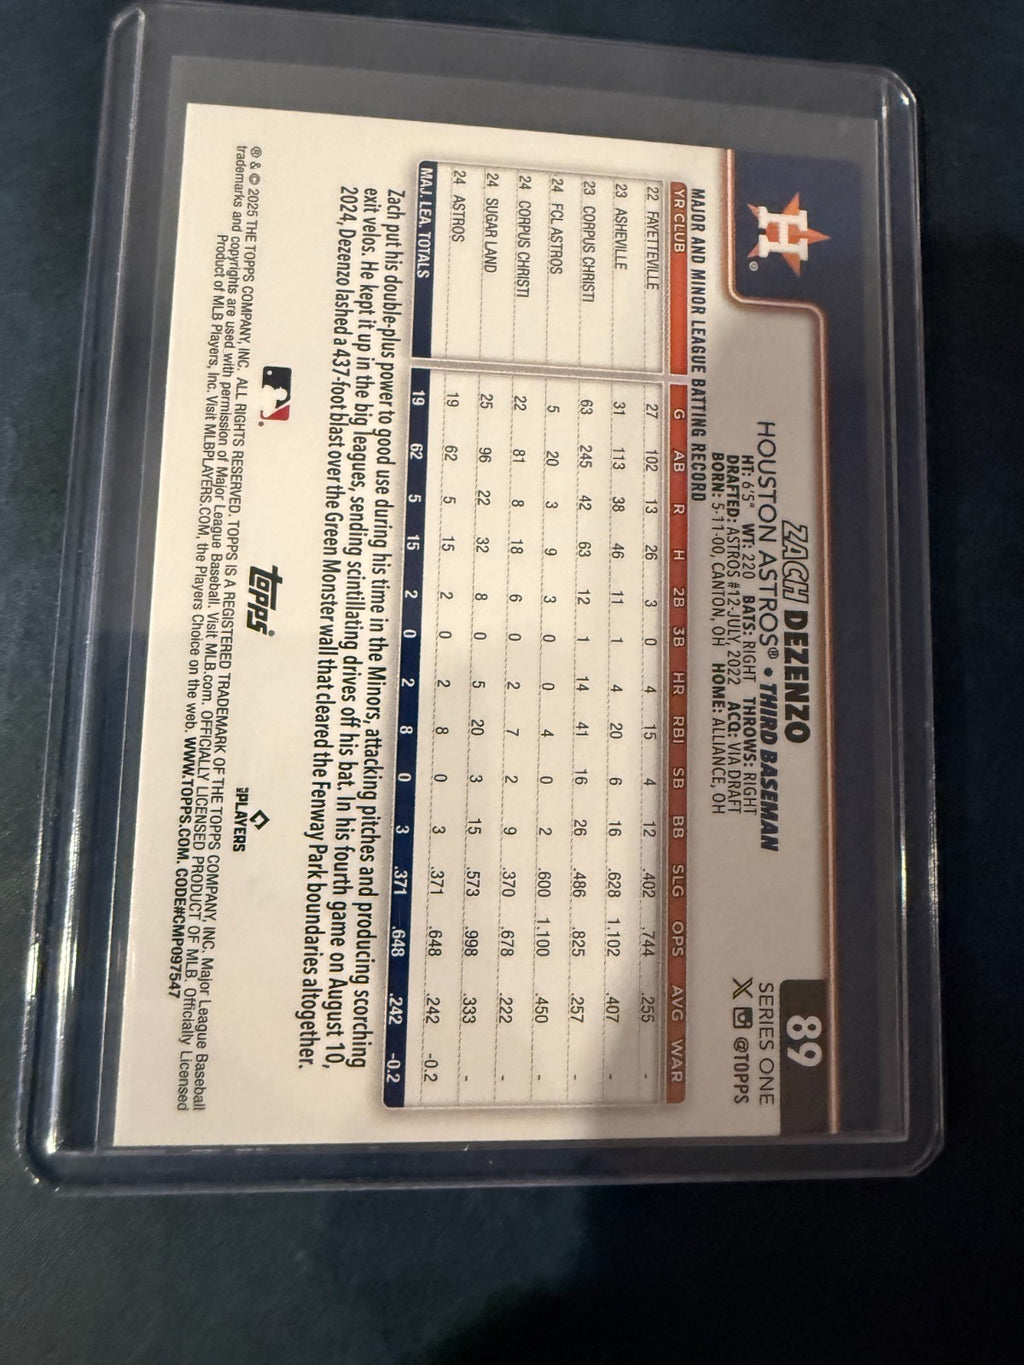 89
ZACH DEZENZO
HOUSTON ASTROS® • THIRD BASEMAN
SERIES ONE
HT: 6'5" WT: 220 BATS: RIGHT THROWS: RIGHT
@TOPPS
DRAFTED: ASTROS #12-JULY, 2022 ACQ: VIA DRAFT
BORN: 5-11-00, CANTON, OH HOME: ALLIANCE, OH
MAJOR AND MINOR LEAGUE BATTING RECORD
YR CLUB G AB R H 2B 3B HR RBI SB BB SLG OPS AVG WAR
22 FAYETTEVILLE 27 102 13 26 3 0 4 15 4 12 .402 .744 .255 -
23 ASHEVILLE 31 113 38 46 11 1 4 20 6 16 .628 1.102 .407 -
23 CORPUS CHRISTI 63 245 42 63 12 1 14 41 16 26 .486 .825 .257 -
24 FCL ASTROS 5 20 3 9 3 0 0 4 0 2 .600 1.100 .450 -
24 CORPUS CHRISTI 22 81 8 18 6 0 2 7 2 9 .370 .678 .222 -
24 SUGAR LAND 25 96 22 32 8 0 5 20 3 15 .573 .998 .333 -
24 ASTROS 19 62 5 15 2 0 2 8 0 3 .371 .648 .242 -0.2
MAJ. LEA. TOTALS 19 62 5 15 2 0 2 8 0 3 .371 .648 .242 -0.2
Zach put his double-plus power to good use during his time in the Minors, attacking pitches and producing scorching
exit velos. He kept it up in the big leagues, sending scintillating drives off his bat. In his fourth game on August 10,
2024, Dezenzo lashed a 437-foot blast over the Green Monster wall that cleared the Fenway Park boundaries altogether.
topps
PLAYERS
® & © 2025 THE TOPPS COMPANY, INC. ALL RIGHTS RESERVED. TOPPS IS A REGISTERED TRADEMARK OF THE TOPPS COMPANY, INC. Major League Baseball
trademarks and copyrights are used with permission of Major League Baseball. Visit MLB.com. OFFICIALLY LICENSED PRODUCT OF MLB. Officially Licensed
Product of MLB Players, Inc. Visit MLBPLAYERS.COM, the Players Choice on the web. WWW.TOPPS.COM. CODE#CMP097547